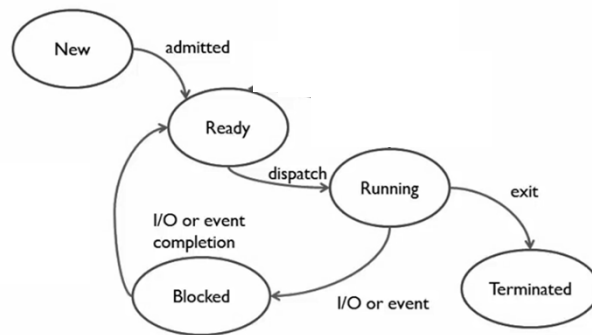 New
admitted
Ready
dispatch
Running
exit
I/O or event
completion
Blocked
I/O or event
Terminated